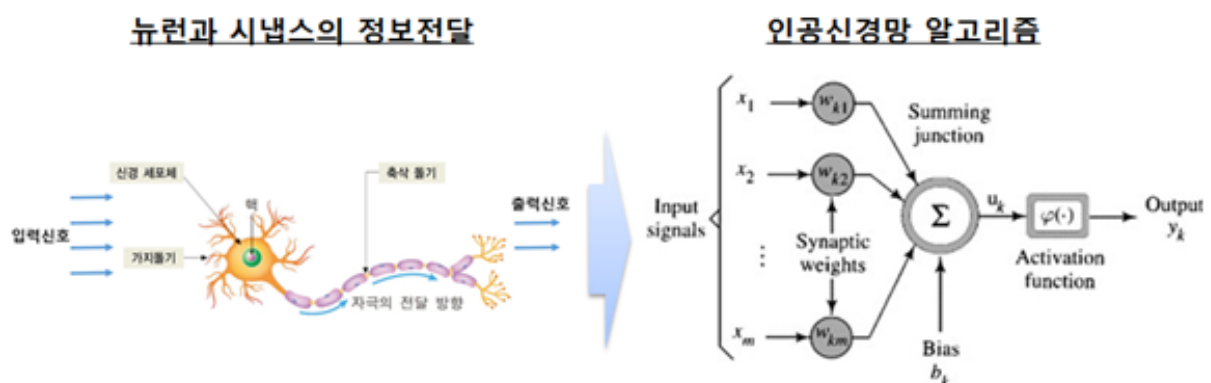 뉴런과 시냅스의 정보전달
신경 세포체
핵
축삭 돌기
입력신호
출력신호
가지돌기
자극의 전달 방향
인공신경망 알고리즘
Input
signals
x1
x2
⋮
xm
wk1
wk2
wkm
Synaptic
weights
Summing
junction
Σ
uk
φ(·)
Activation
function
Output
yk
Bias
bk